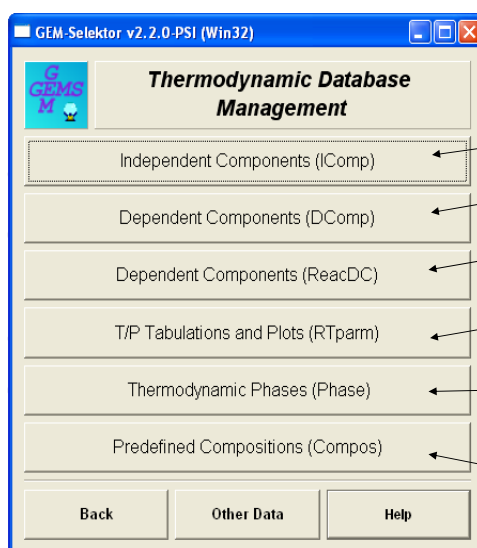 GEM-Selektor v2.2.0-PSI (Win32)
G
GEMS
M
Thermodynamic Database
Management
Independent Components (IComp)
Dependent Components (DComp)
Dependent Components (ReacDC)
T/P Tabulations and Plots (RTparm)
Thermodynamic Phases (Phase)
Predefined Compositions (Compos)
Back
Other Data
Help